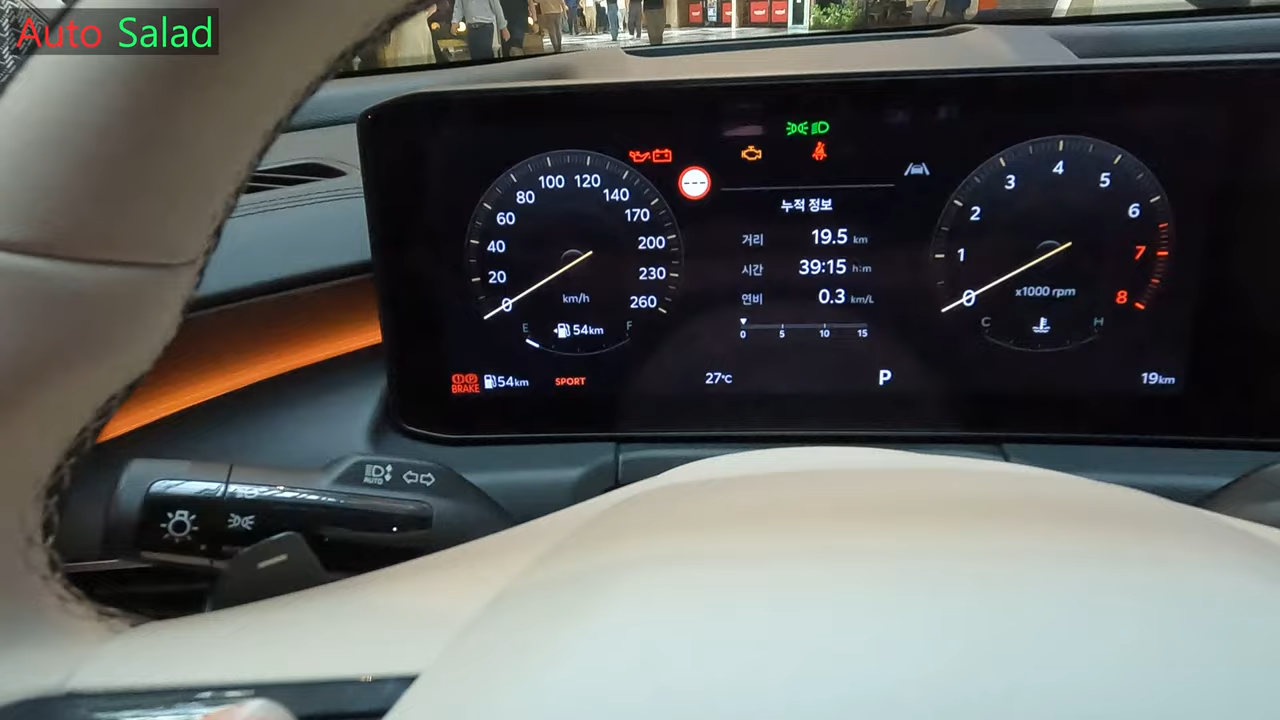 Auto Salad
100 120
80 140
60 170
40 200
20 230
0 260
km/h
E 54km F
BRAKE 54km SPORT
누적 정보
거리 19.5 km
시간 39:15 h:m
연비 0.3 km/L
0 5 10 15
27°C P
4
3 5
2 6
1 7
0 8
x1000 rpm
C H
19km
AUTO